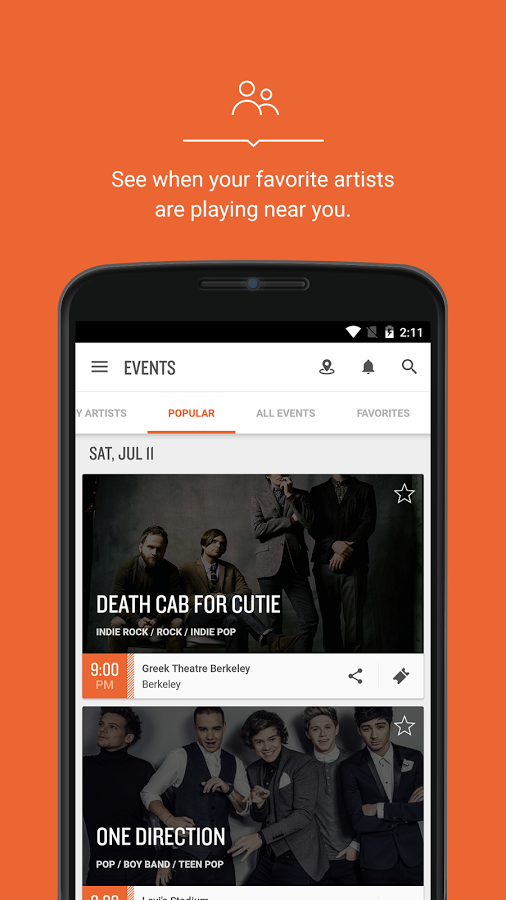 See when your favorite artists
are playing near you.
2:11
EVENTS
Y ARTISTS
POPULAR
ALL EVENTS
FAVORITES
SAT, JUL 11
DEATH CAB FOR CUTIE
INDIE ROCK / ROCK / INDIE POP
9:00
PM
Greek Theatre Berkeley
Berkeley
ONE DIRECTION
POP / BOY BAND / TEEN POP
Levi's Stadium